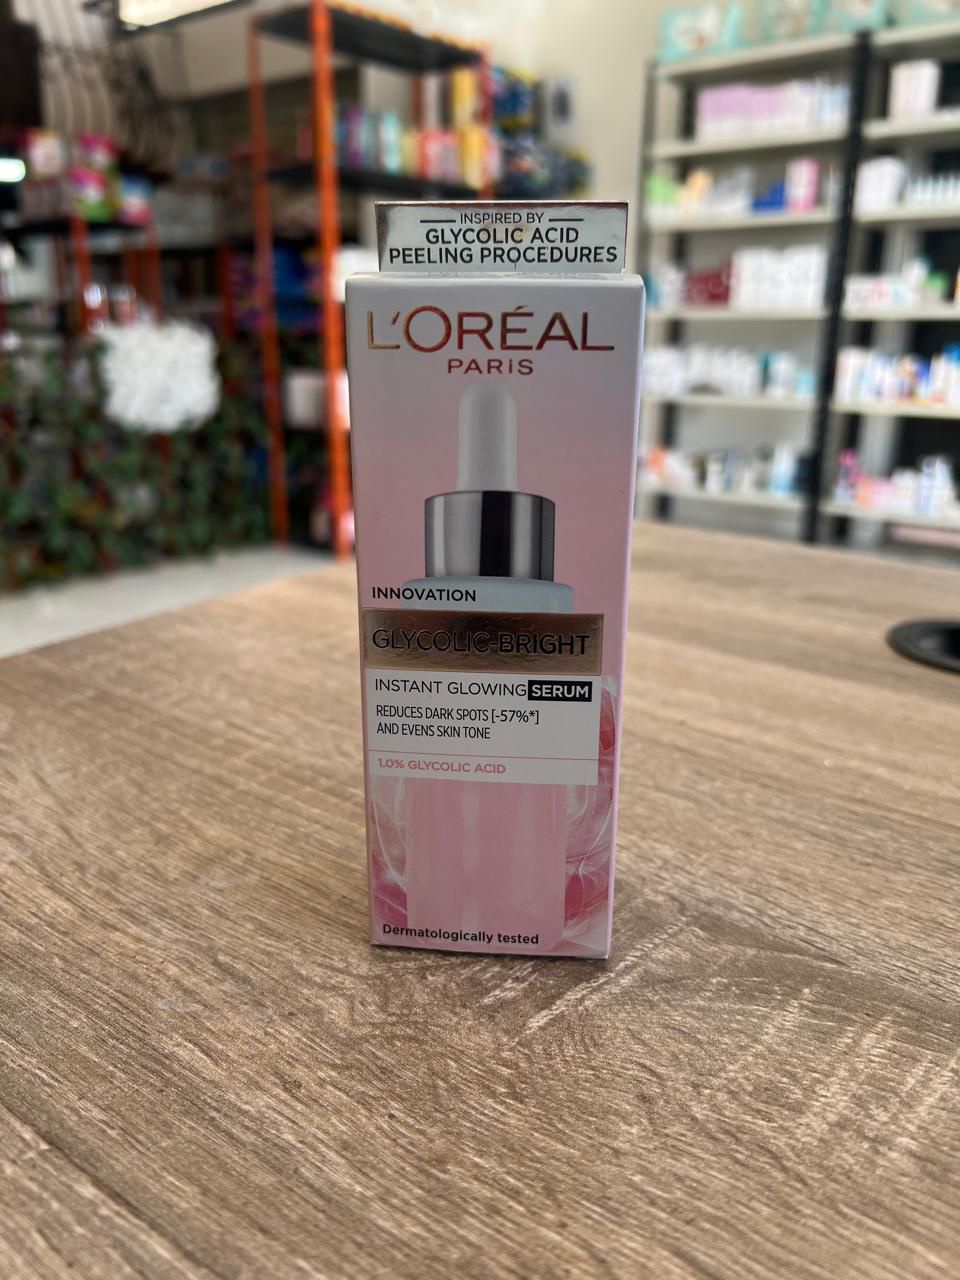 INSPIRED BY
GLYCOLIC ACID
PEELING PROCEDURES
L'ORÉAL
PARIS
INNOVATION
GLYCOLIC-BRIGHT
INSTANT GLOWING SERUM
REDUCES DARK SPOTS [-57%*]
AND EVENS SKIN TONE
1.0% GLYCOLIC ACID
Dermatologically tested